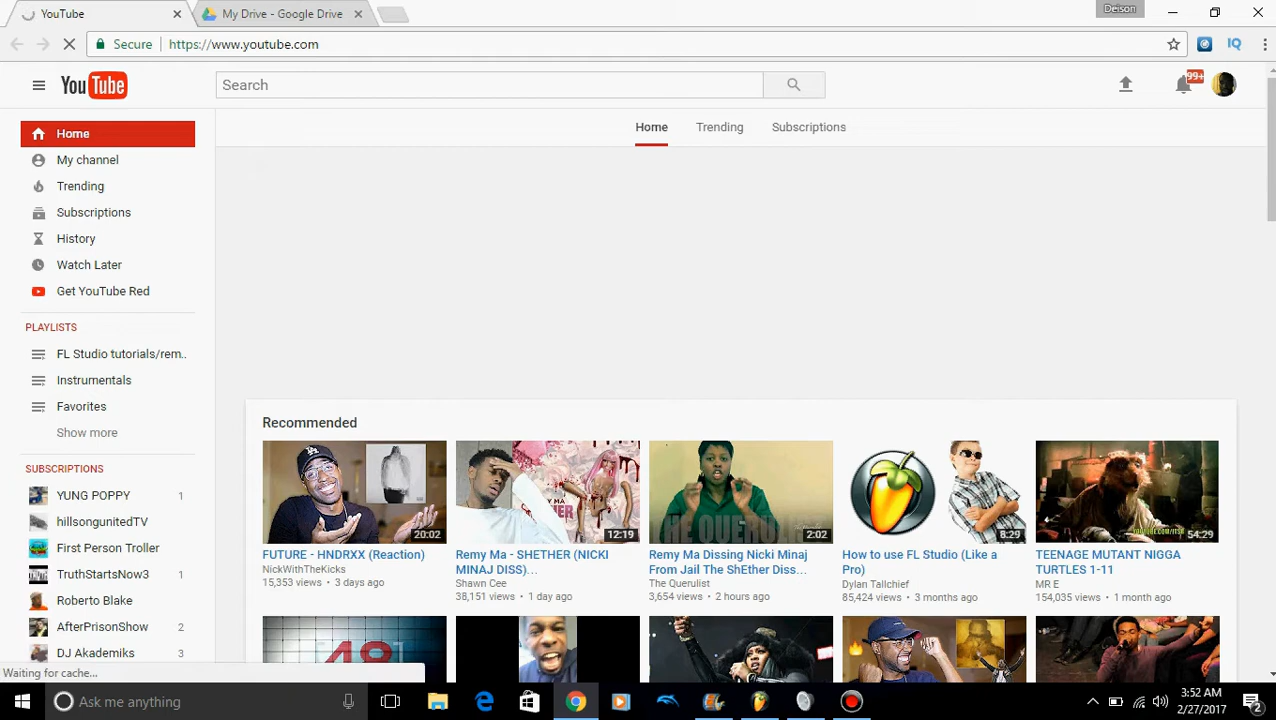 YouTube
My Drive - Google Drive
Deison
Secure
https://www.youtube.com
YouTube
Search
99+
Home
Trending
Subscriptions
Home
My channel
Trending
Subscriptions
History
Watch Later
Get YouTube Red
PLAYLISTS
FL Studio tutorials/rem..
Instrumentals
Favorites
Show more
SUBSCRIPTIONS
YUNG POPPY 1
hillsongunitedTV
First Person Troller
TruthStartsNow3 1
Roberto Blake
AfterPrisonShow 2
DJ Akademiks 3
Recommended
20:02
12:19
2:02
8:29
54:29
FUTURE - HNDRXX (Reaction)
NickWithTheKicks
15,353 views • 3 days ago
Remy Ma - SHETHER (NICKI
MINAJ DISS)...
Shawn Cee
38,151 views • 1 day ago
Remy Ma Dissing Nicki Minaj
From Jail The ShEther Diss...
The Querulist
3,654 views • 2 hours ago
How to use FL Studio (Like a
Pro)
Dylan Tallchief
85,424 views • 3 months ago
TEENAGE MUTANT NIGGA
TURTLES 1-11
MR E
154,035 views • 1 month ago
Waiting for cache...
Ask me anything
3:52 AM
2/27/2017
2